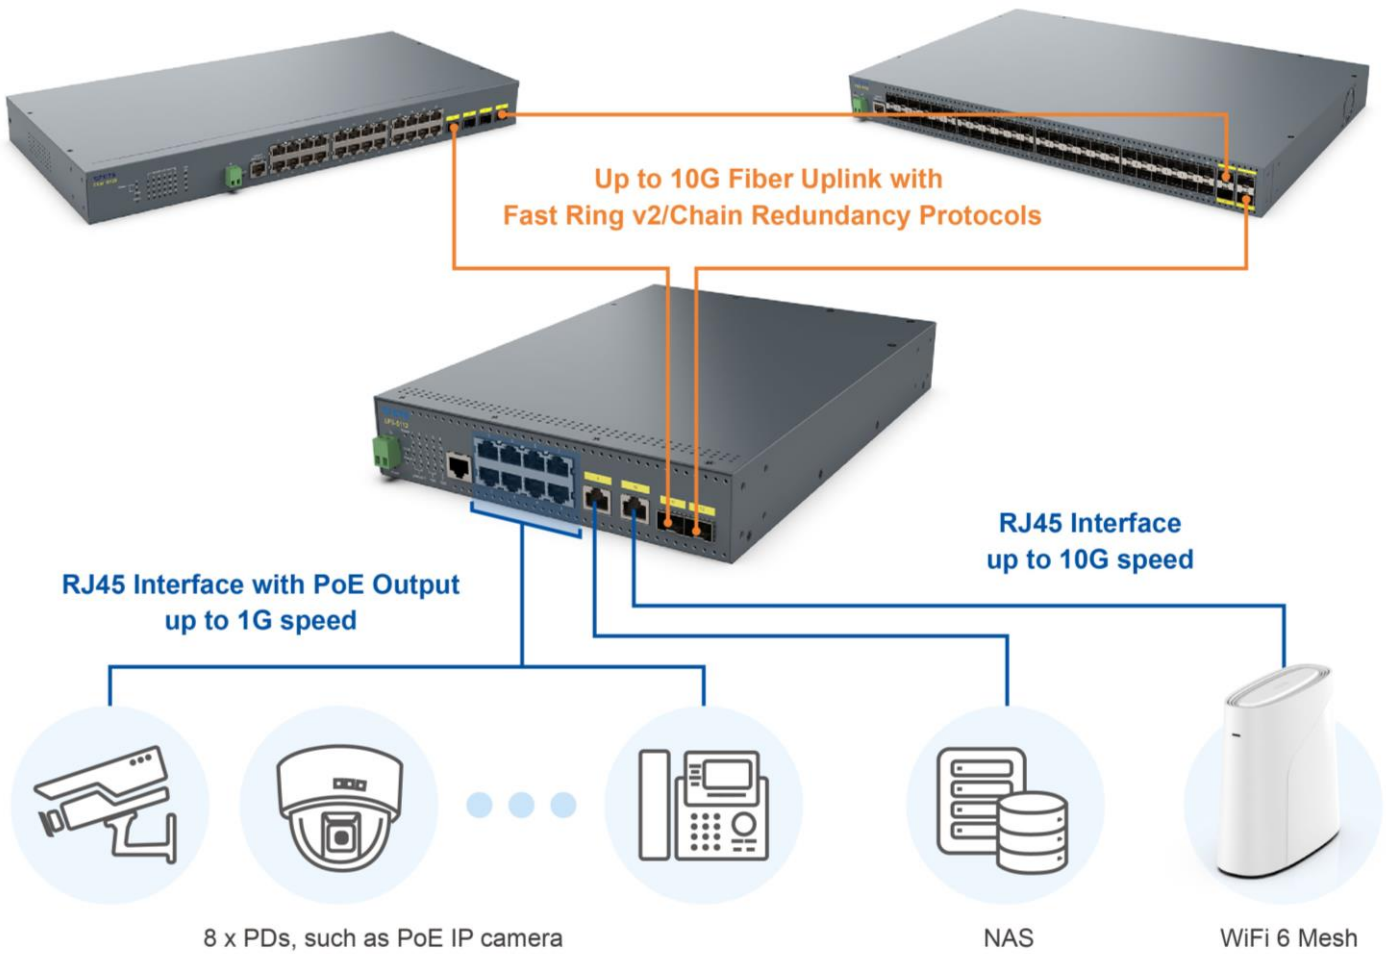 Up to 10G Fiber Uplink with
Fast Ring v2/Chain Redundancy Protocols
RJ45 Interface
up to 10G speed
RJ45 Interface with PoE Output
up to 1G speed
8 x PDs, such as PoE IP camera
NAS
WiFi 6 Mesh